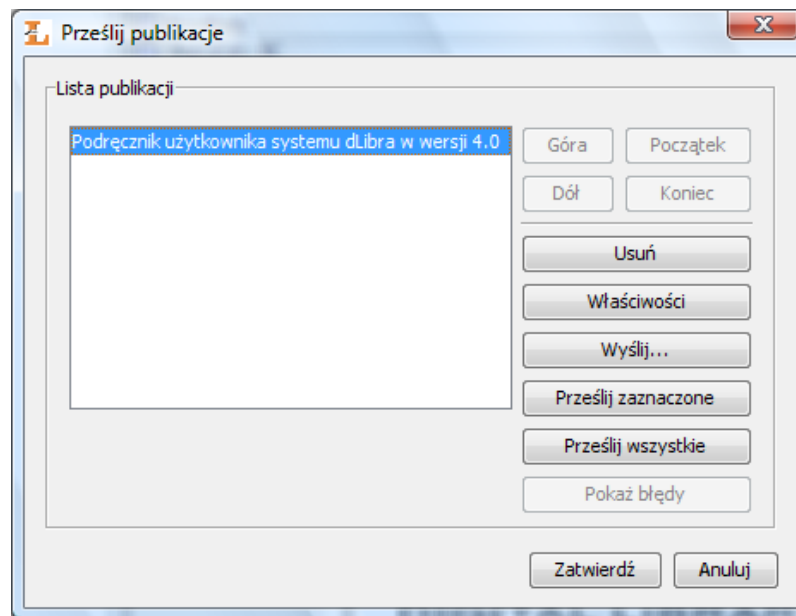 Prześlij publikacje
Lista publikacji
Podręcznik użytkownika systemu dLibra w wersji 4.0
Góra
Początek
Dół
Koniec
Usuń
Właściwości
Wyślij...
Prześlij zaznaczone
Prześlij wszystkie
Pokaż błędy
Zatwierdź
Anuluj